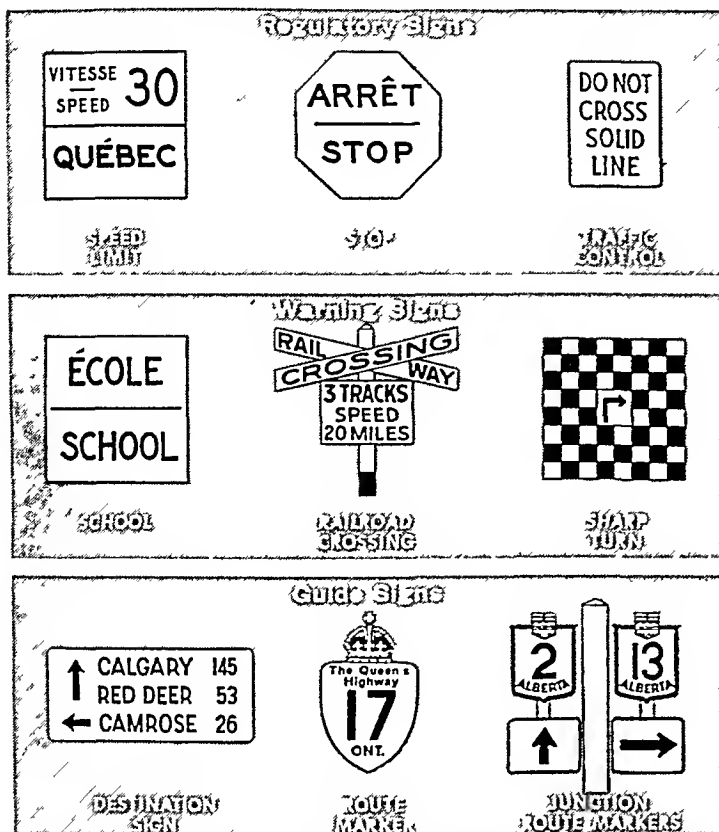 Regulatory Signs
VITESSE
SPEED 30
QUÉBEC
ARRÊT
STOP
DO NOT
CROSS
SOLID
LINE
SPEED
LIMIT
STOP
TRAFFIC
CONTROL
Warning Signs
ÉCOLE
SCHOOL
RAIL WAY
CROSSING
3 TRACKS
SPEED
20 MILES
SCHOOL
RAILROAD
CROSSING
SHARP
TURN
Guide Signs
CALGARY 145
RED DEER 53
CAMROSE 26
The Queen's
Highway
17
ONT.
2
ALBERTA
13
ALBERTA
DESTINATION
SIGN
ROUTE
MARKER
JUNCTION
ROUTE MARKERS